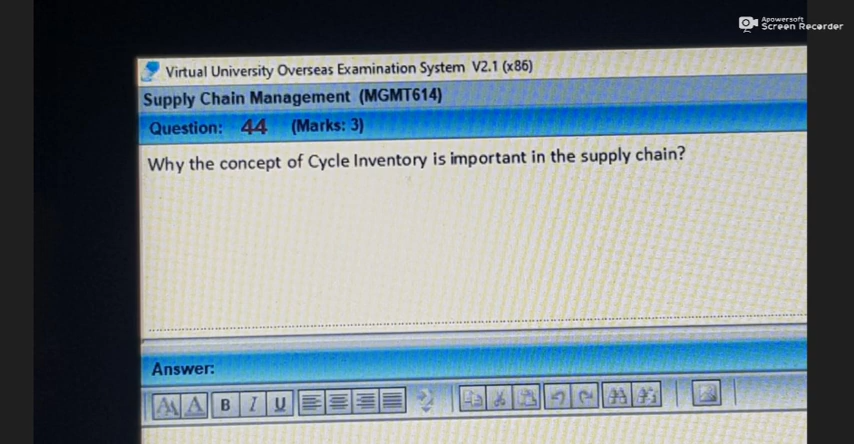 Apowersoft
Screen Recorder
Virtual University Overseas Examination System V2.1 (x86)
Supply Chain Management (MGMT614)
Question: 44 (Marks: 3)
Why the concept of Cycle Inventory is important in the supply chain?
Answer:
AA A B I U